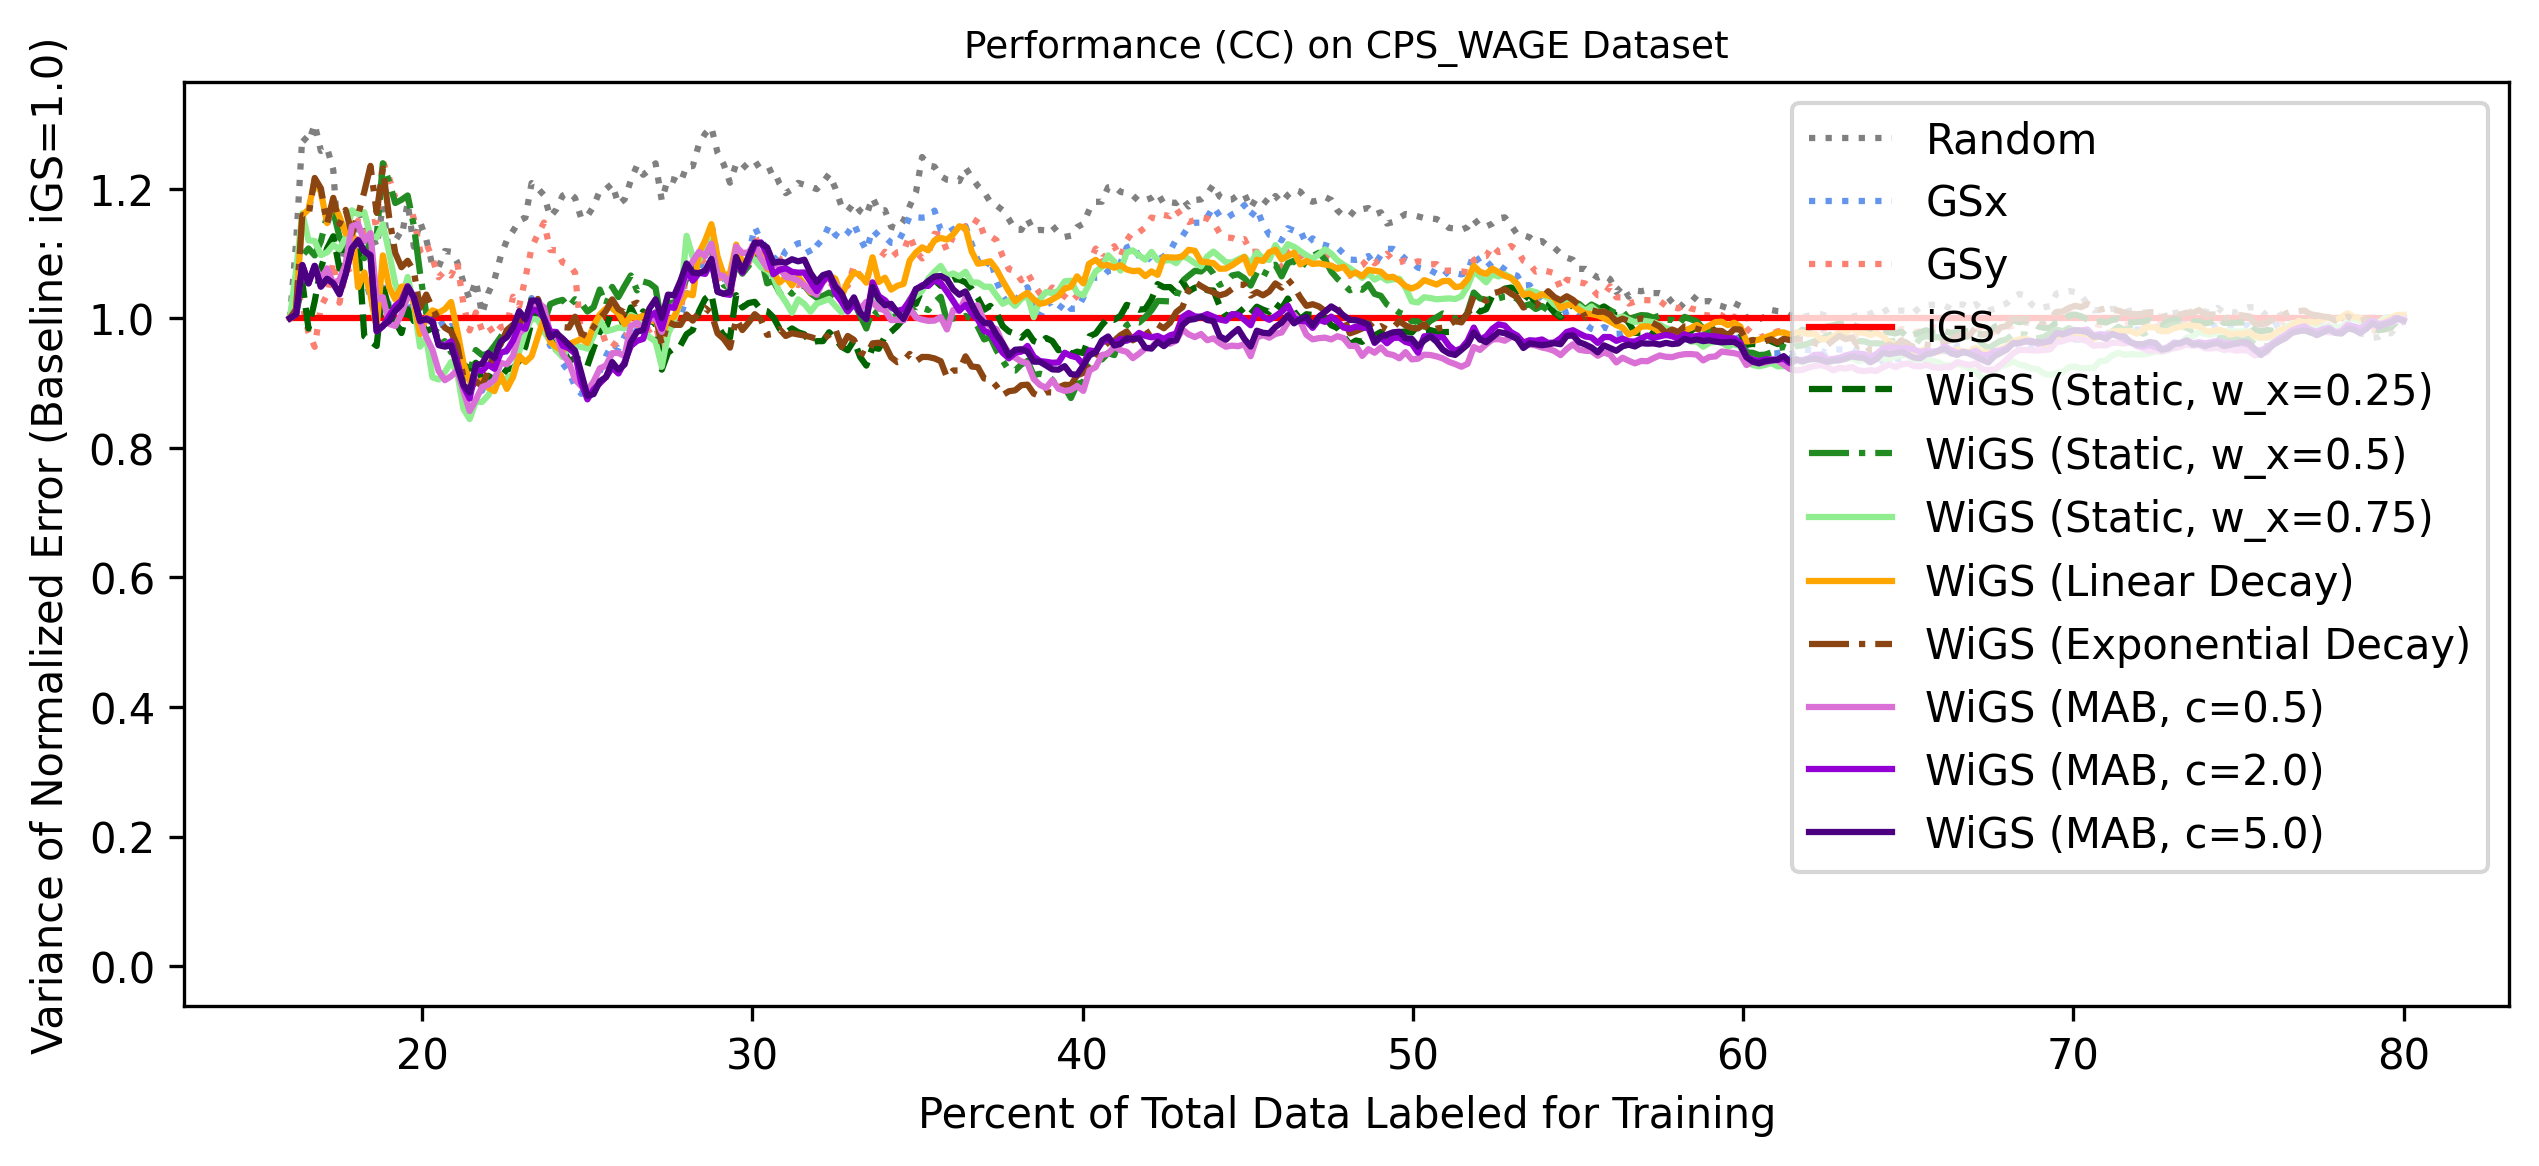 Performance (CC) on CPS_WAGE Dataset
Variance of Normalized Error (Baseline: iGS=1.0)
1.2
1.0
0.8
0.6
0.4
0.2
0.0
20 30 40 50 60 70 80
Percent of Total Data Labeled for Training
Random
GSx
GSy
iGS
WiGS (Static, w_x=0.25)
WiGS (Static, w_x=0.5)
WiGS (Static, w_x=0.75)
WiGS (Linear Decay)
WiGS (Exponential Decay)
WiGS (MAB, c=0.5)
WiGS (MAB, c=2.0)
WiGS (MAB, c=5.0)